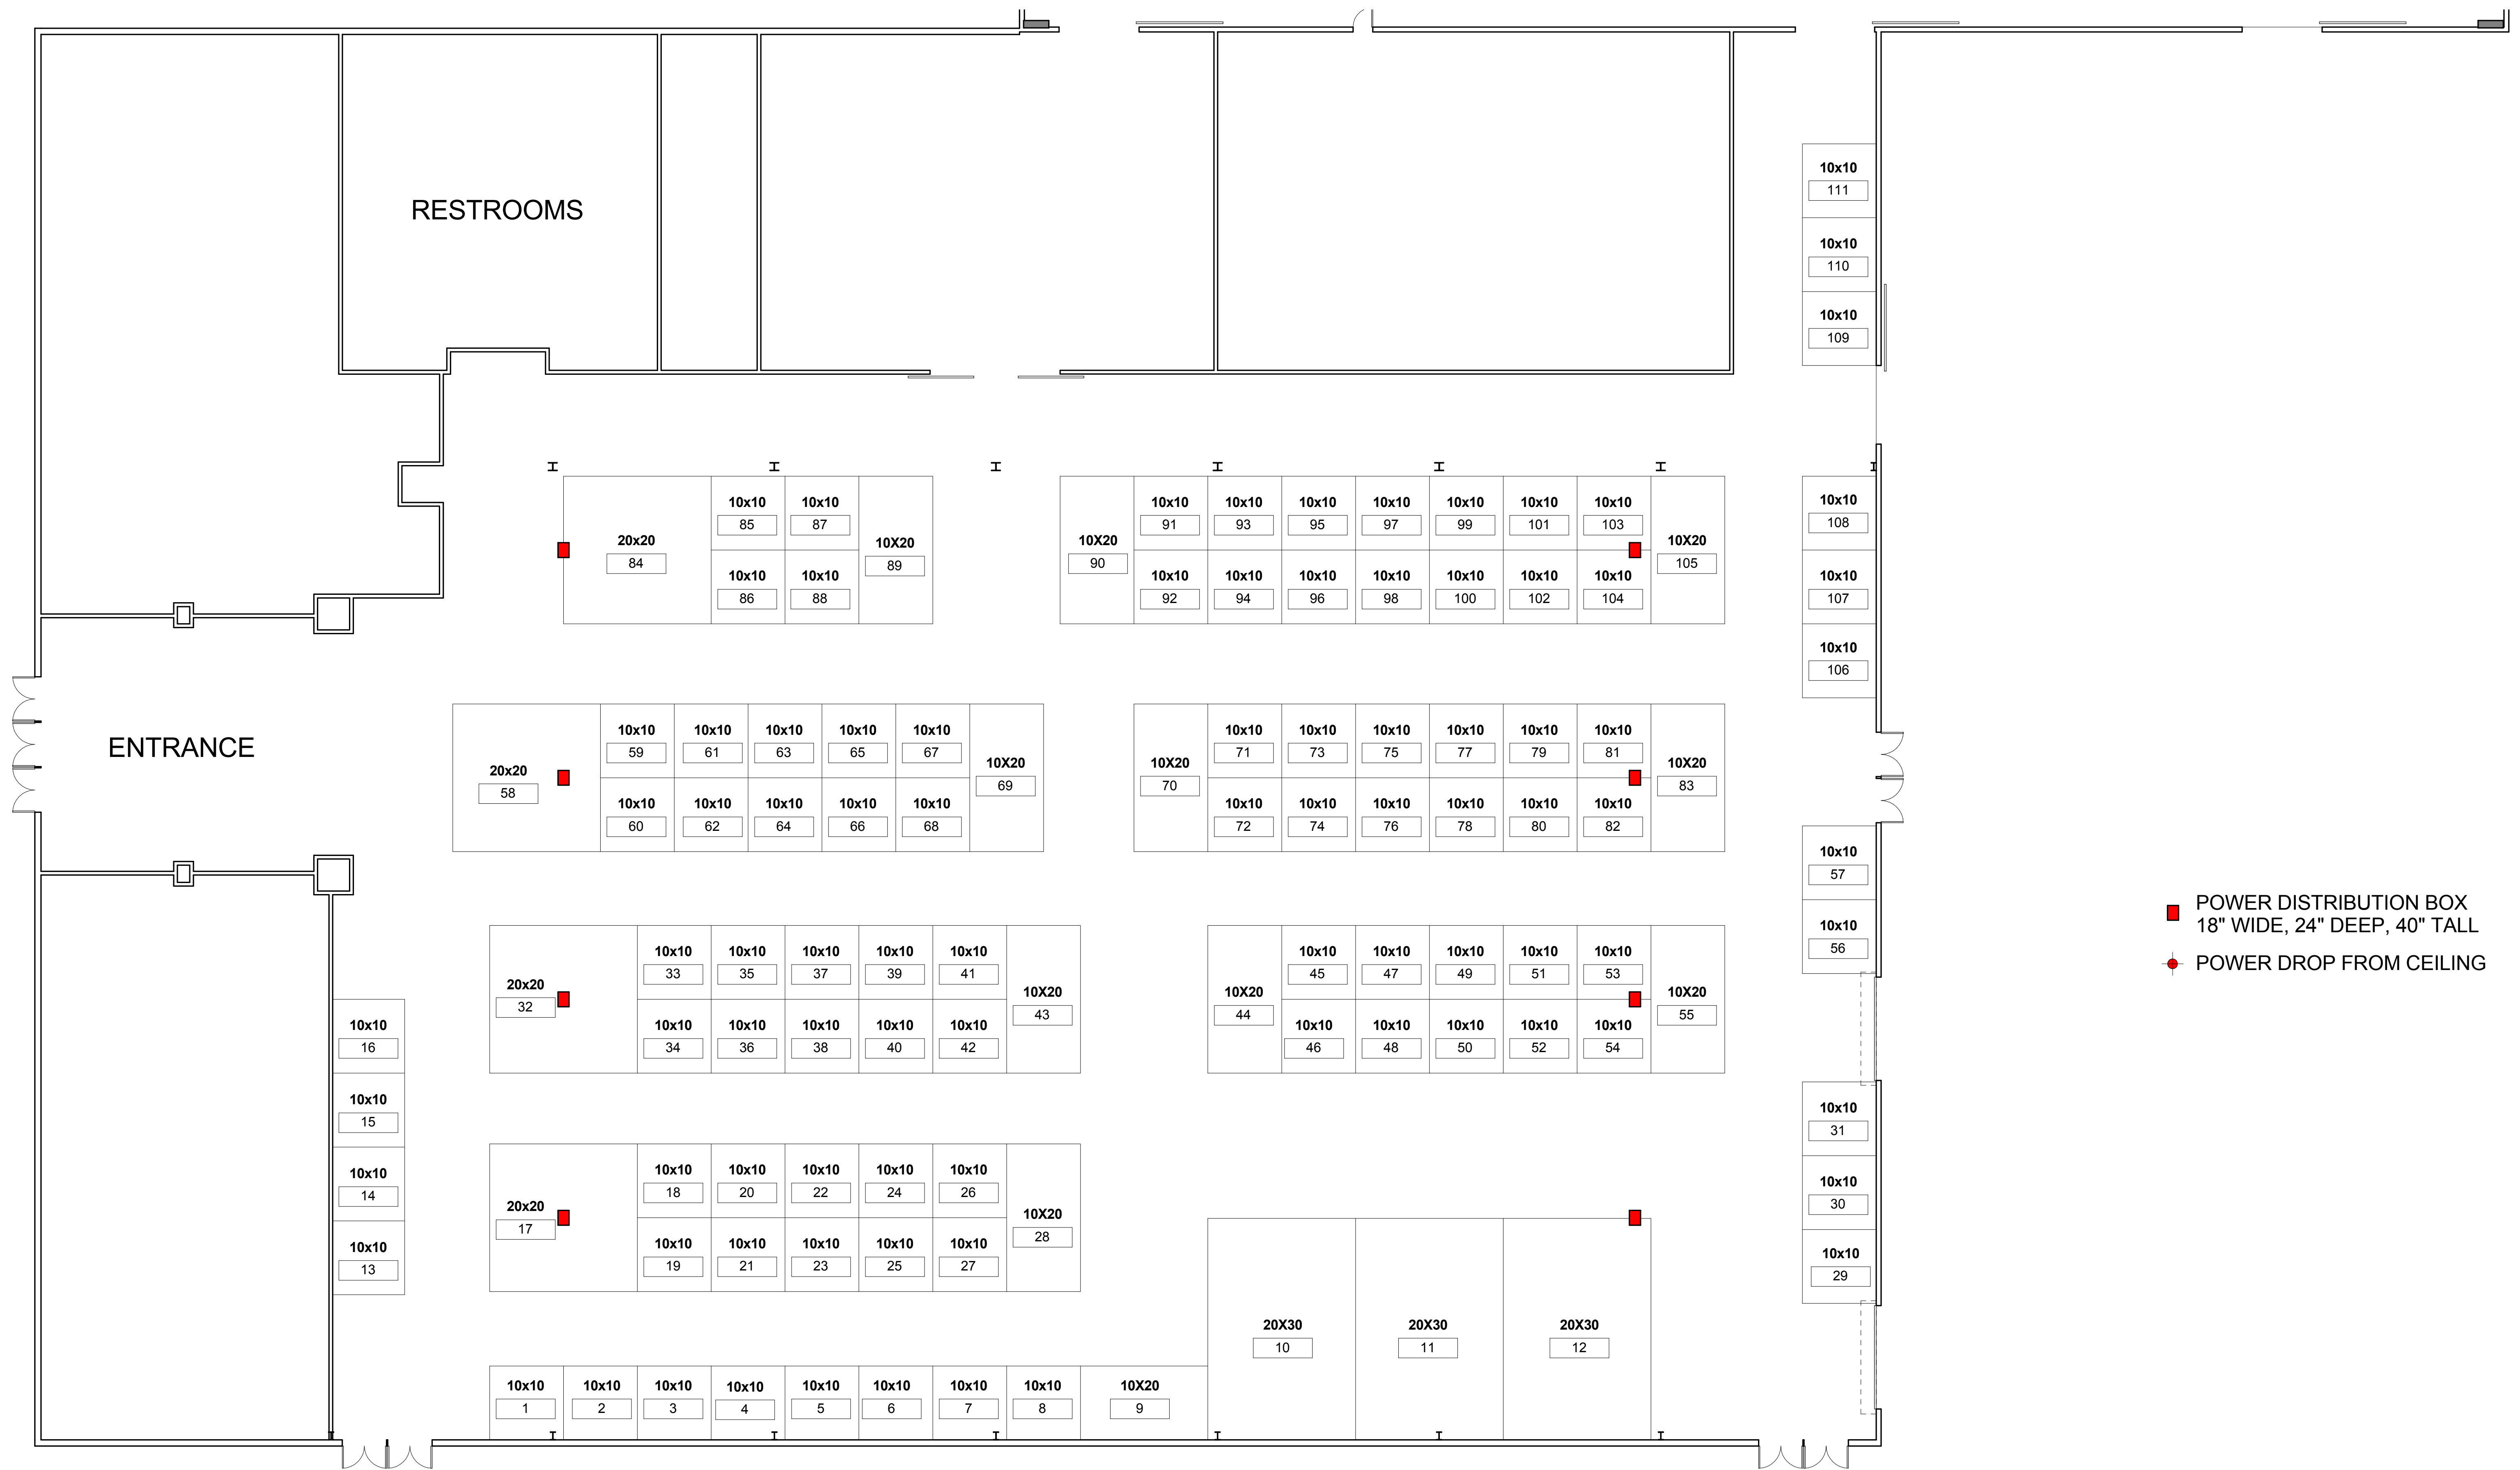 RESTROOMS
10x10
111
10x10
110
10x10
109
20x20
84
10x10
85
10x10
87
10x10
86
10x10
88
10X20
89
10X20
90
10x10
91
10x10
93
10x10
95
10x10
97
10x10
99
10x10
101
10x10
103
10x10
92
10x10
94
10x10
96
10x10
98
10x10
100
10x10
102
10x10
104
10X20
105
10x10
108
10x10
107
10x10
106
ENTRANCE
20x20
58
10x10
59
10x10
61
10x10
63
10x10
65
10x10
67
10x10
60
10x10
62
10x10
64
10x10
66
10x10
68
10X20
69
10X20
70
10x10
71
10x10
73
10x10
75
10x10
77
10x10
79
10x10
81
10x10
72
10x10
74
10x10
76
10x10
78
10x10
80
10x10
82
10X20
83
10x10
57
10x10
56
POWER DISTRIBUTION BOX
18" WIDE, 24" DEEP, 40" TALL
POWER DROP FROM CEILING
20x20
32
10x10
33
10x10
35
10x10
37
10x10
39
10x10
41
10x10
34
10x10
36
10x10
38
10x10
40
10x10
42
10X20
43
10X20
44
10x10
45
10x10
47
10x10
49
10x10
51
10x10
53
10x10
46
10x10
48
10x10
50
10x10
52
10x10
54
10X20
55
10x10
16
10x10
15
10x10
14
10x10
13
10x10
31
10x10
30
10x10
29
20x20
17
10x10
18
10x10
20
10x10
22
10x10
24
10x10
26
10x10
19
10x10
21
10x10
23
10x10
25
10x10
27
10X20
28
20X30
10
20X30
11
20X30
12
10x10
1
10x10
2
10x10
3
10x10
4
10x10
5
10x10
6
10x10
7
10x10
8
10X20
9